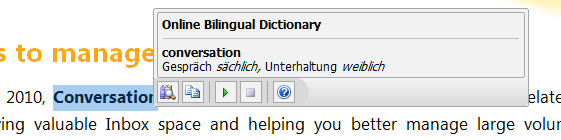 Online Bilingual Dictionary
conversation
Gespräch sächlich, Unterhaltung weiblich
s to manage
2010, Conversation
valuable Inbox space and helping you better manage large